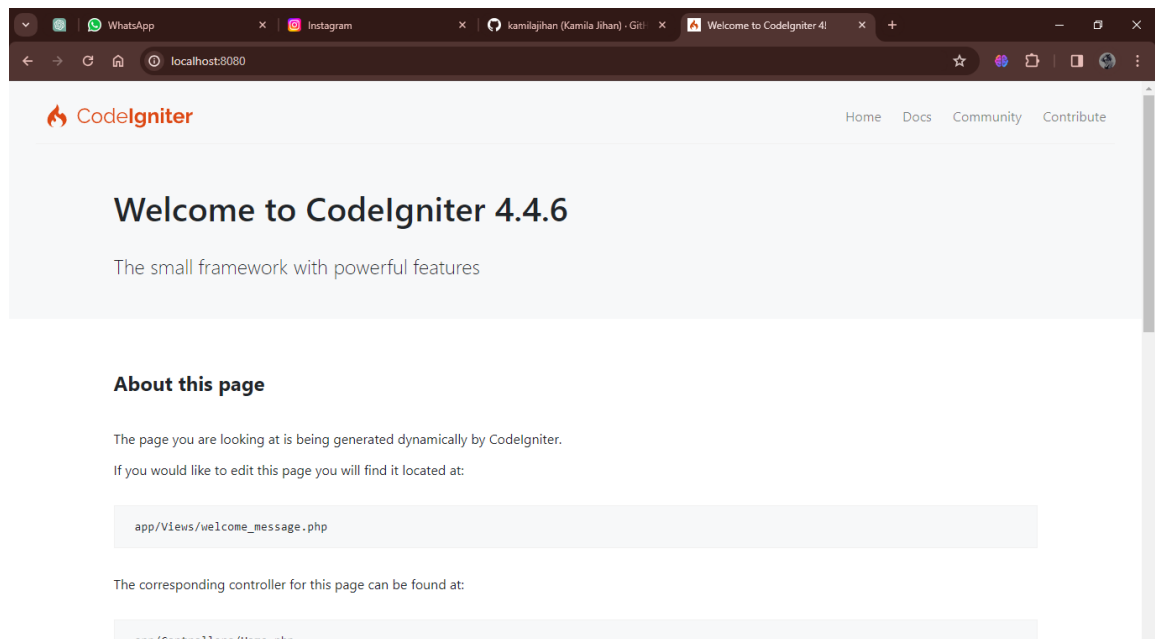 WhatsApp
Instagram
kamilajihan (Kamila Jihan) · Git
Welcome to CodeIgniter 4!
localhost:8080
CodeIgniter
Home Docs Community Contribute
Welcome to CodeIgniter 4.4.6
The small framework with powerful features
About this page
The page you are looking at is being generated dynamically by CodeIgniter.
If you would like to edit this page you will find it located at:
app/Views/welcome_message.php
The corresponding controller for this page can be found at: